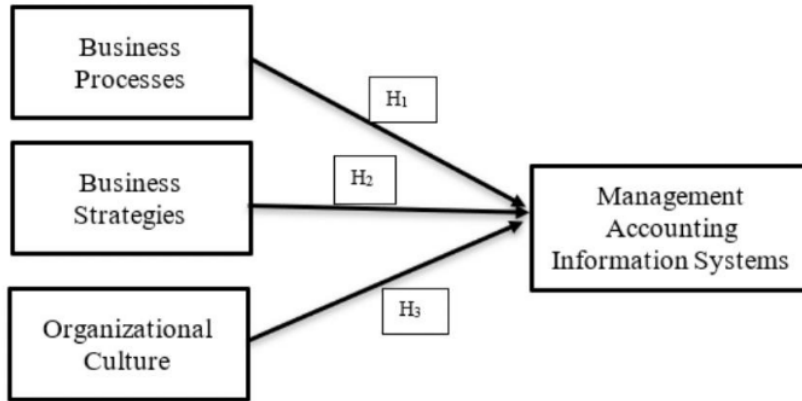 Business
Processes
H₁
Business
Strategies
H₂
Management
Accounting
Information Systems
Organizational
Culture
H₃